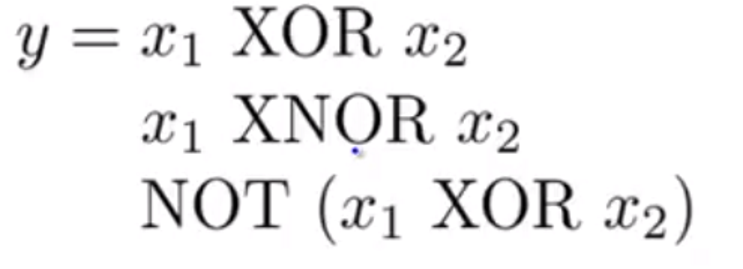 y = x₁ XOR x₂
x₁ XNOR x₂
NOT (x₁ XOR x₂)